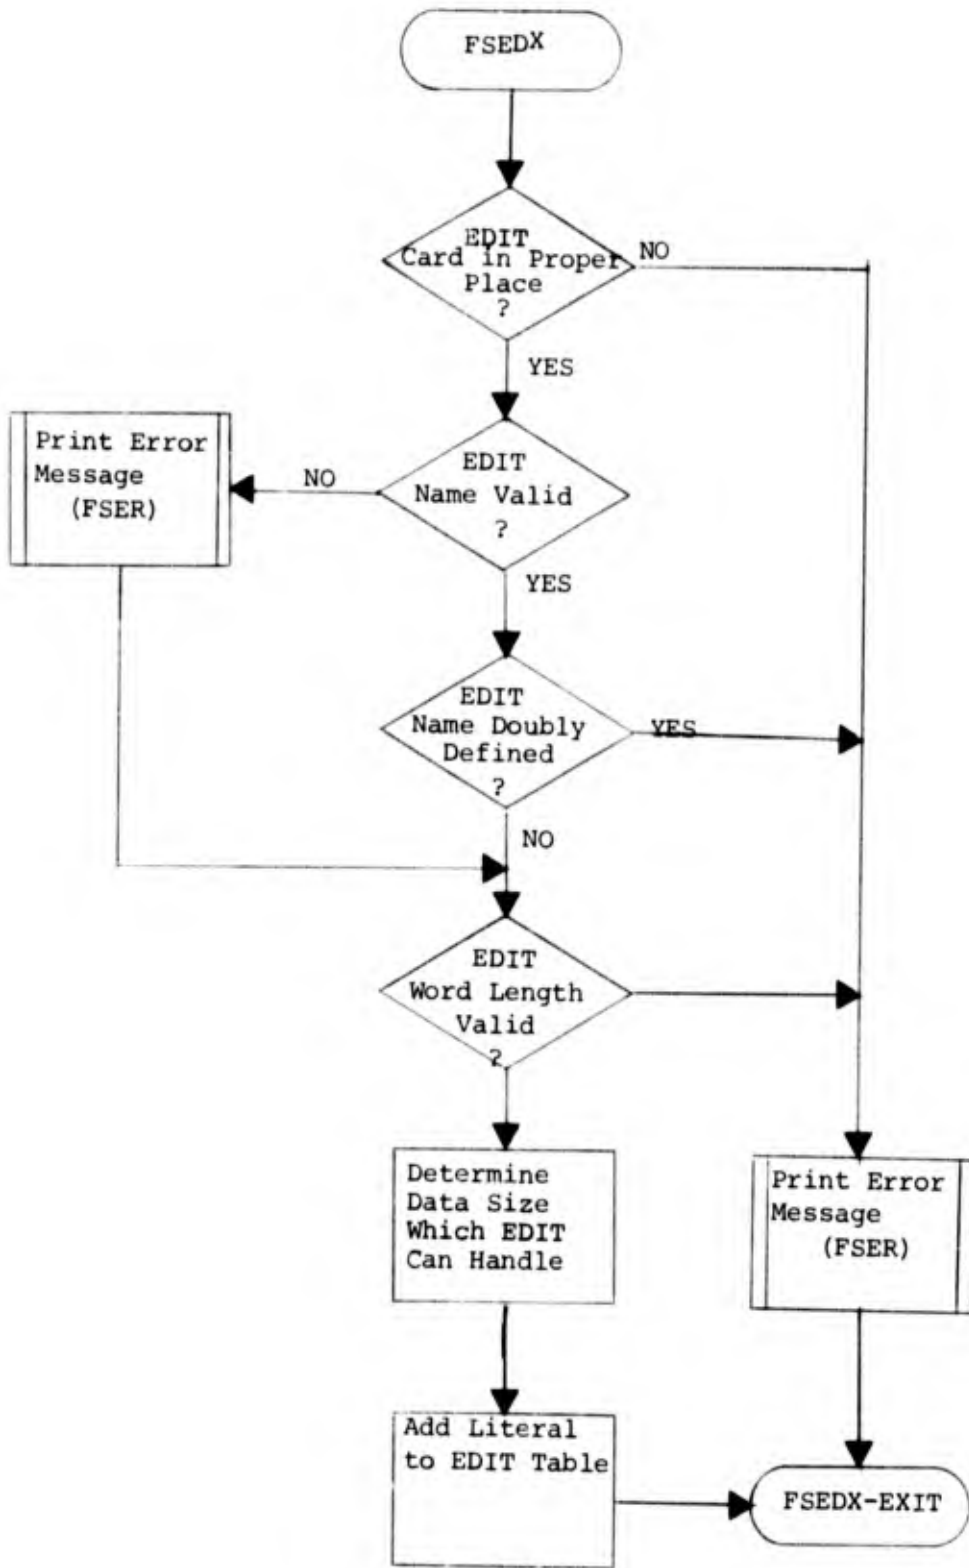 FSEDX
EDIT
Card in Proper
Place
?
NO
YES
Print Error
Message
(FSER)
NO
EDIT
Name Valid
?
YES
EDIT
Name Doubly
Defined
?
YES
NO
EDIT
Word Length
Valid
?
Determine
Data Size
Which EDIT
Can Handle
Print Error
Message
(FSER)
Add Literal
to EDIT Table
FSEDX-EXIT